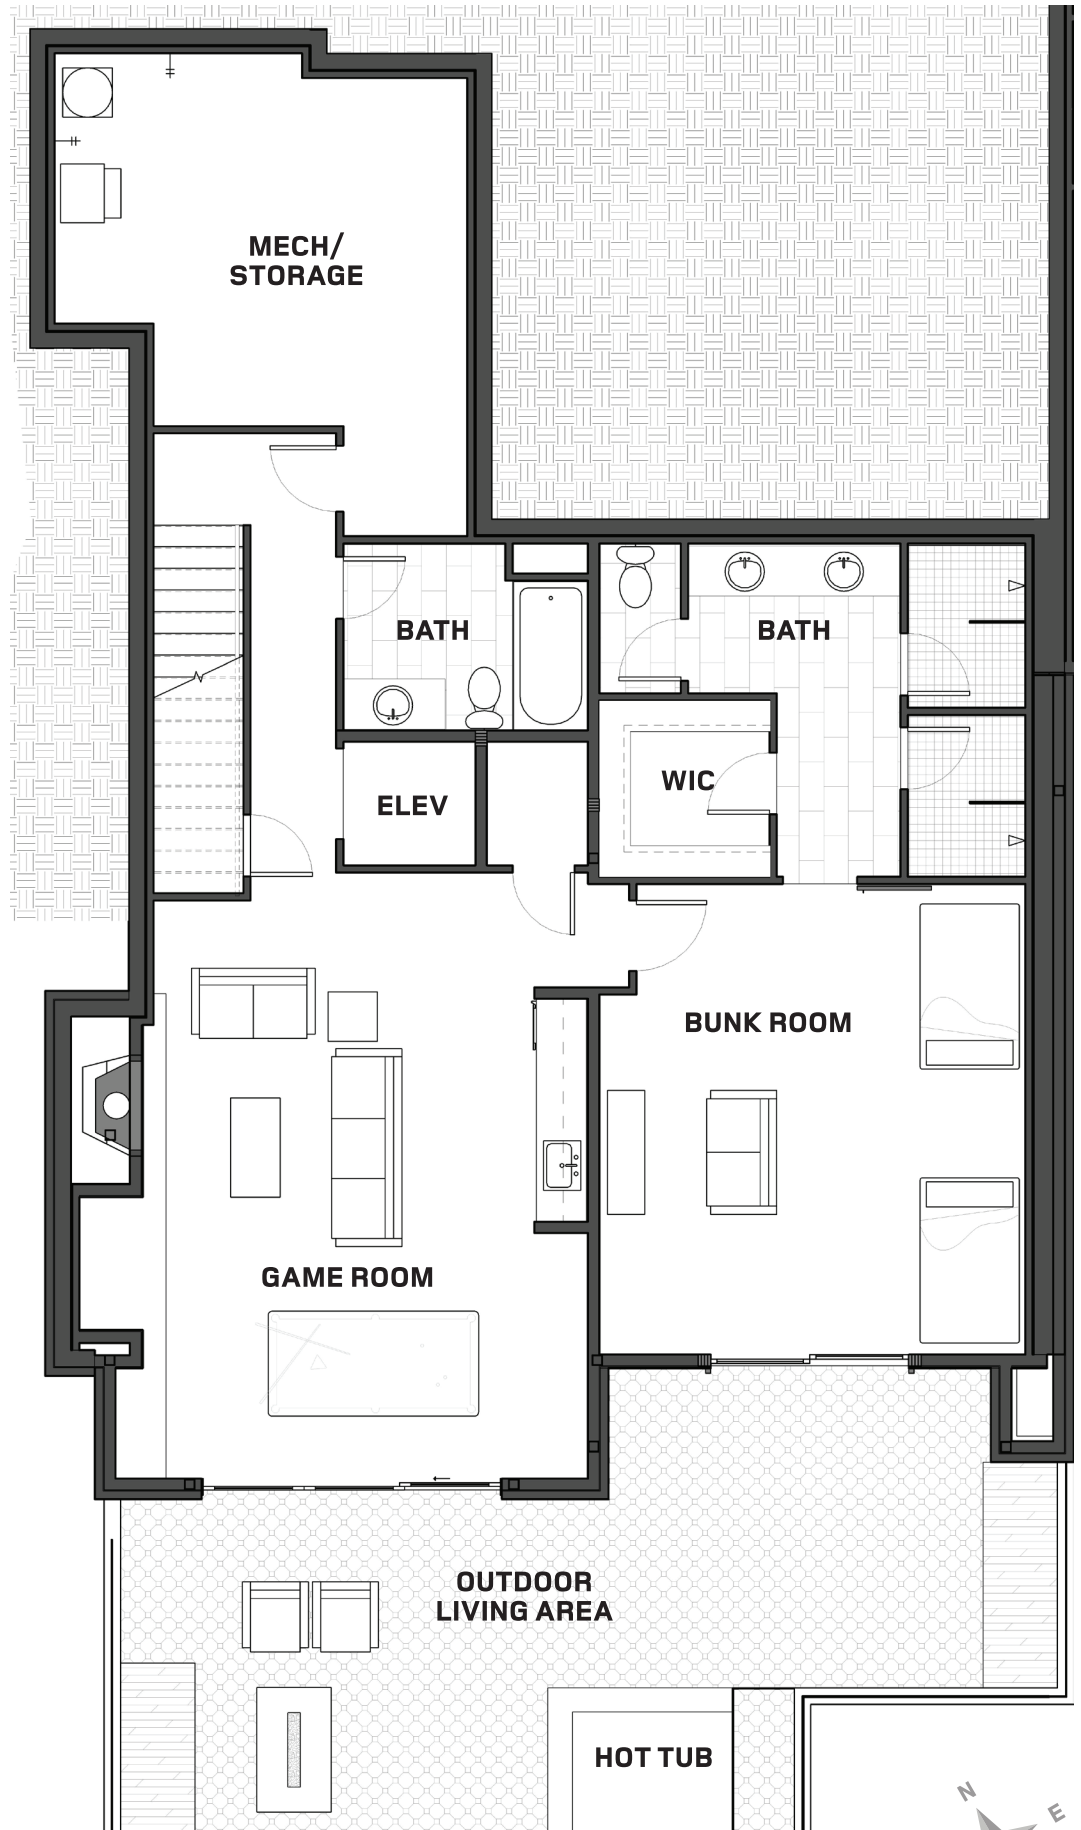 MECH/
STORAGE
BATH
BATH
WIC
ELEV
BUNK ROOM
GAME ROOM
OUTDOOR
LIVING AREA
HOT TUB
N
E